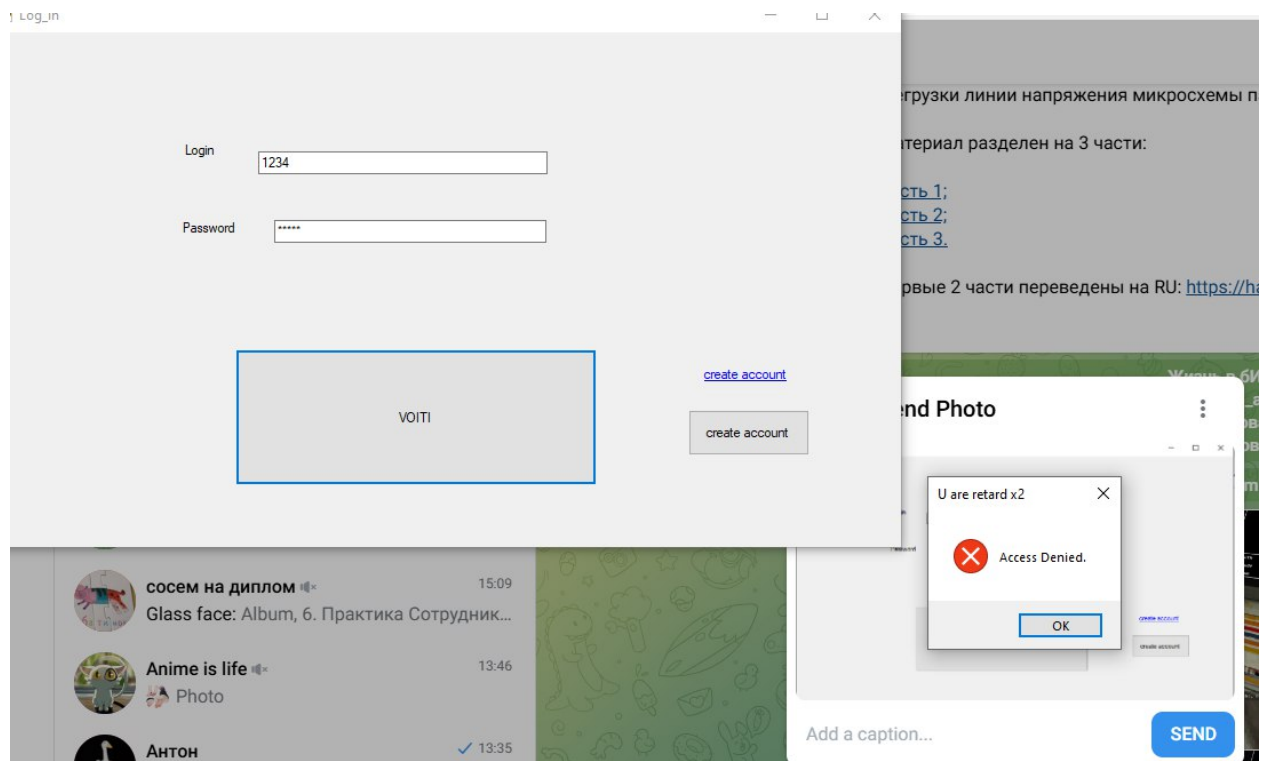 Log_in
Login
1234
Password
*****
VOITI
create account
create account
грузки линии напряжения микросхемы п
атериал разделен на 3 части:
сть 1;
сть 2;
сть 3.
рвые 2 части переведены на RU: https://ha
end Photo
U are retard x2
Access Denied.
OK
create account
create account
Add a caption...
SEND
сосем на диплом
15:09
Glass face: Album, 6. Практика Сотрудник...
Anime is life
13:46
Photo
Антон
13:35